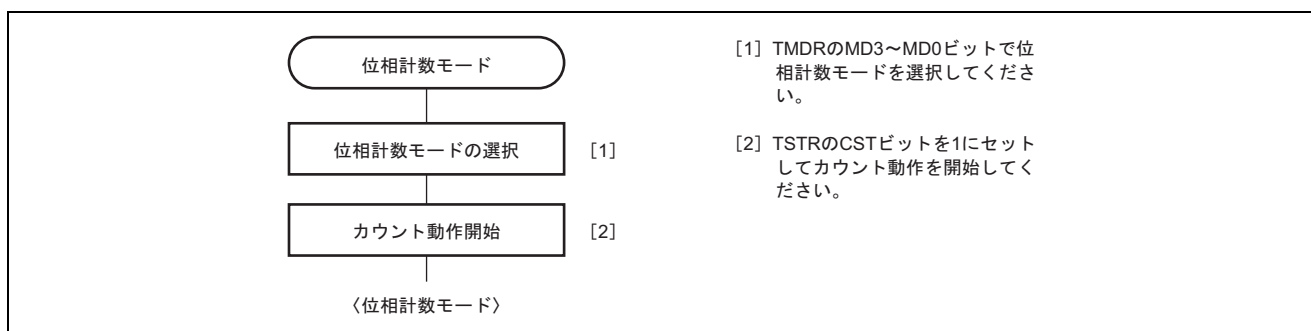 位相計数モード
位相計数モードの選択 [1]
カウント動作開始 [2]
〈位相計数モード〉
[1] TMDRのMD3～MD0ビットで位
相計数モードを選択してくださ
い。
[2] TSTRのCSTビットを1にセット
してカウント動作を開始してく
ださい。